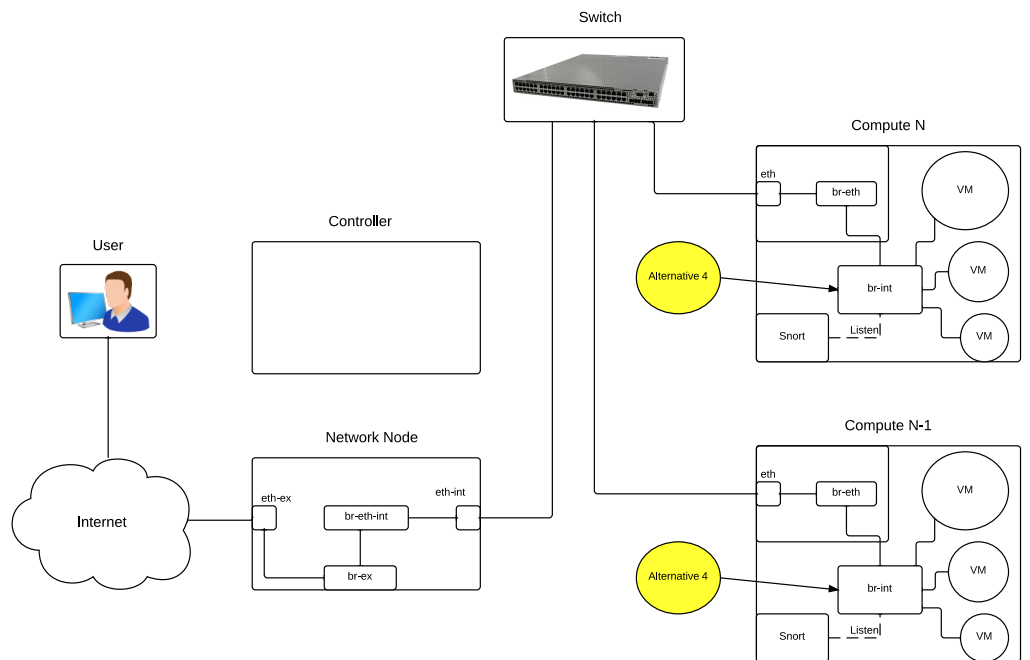 Switch
Compute N
eth
br-eth
VM
Controller
User
Alternative 4
VM
br-int
Snort
Listen
VM
Compute N-1
Network Node
eth
eth-ex
eth-int
br-eth
VM
Internet
br-eth-int
br-ex
Alternative 4
VM
br-int
Snort
Listen
VM